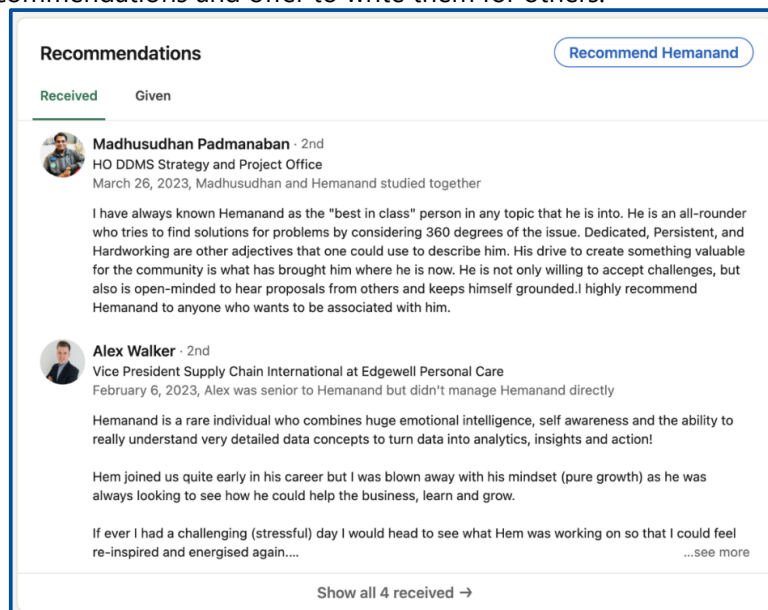 commendations and offer to write them for others.
Recommendations
Recommend Hemanand
Received Given
Madhusudhan Padmanaban · 2nd
HO DDMS Strategy and Project Office
March 26, 2023, Madhusudhan and Hemanand studied together
I have always known Hemanand as the "best in class" person in any topic that he is into. He is an all-rounder
who tries to find solutions for problems by considering 360 degrees of the issue. Dedicated, Persistent, and
Hardworking are other adjectives that one could use to describe him. His drive to create something valuable
for the community is what has brought him where he is now. He is not only willing to accept challenges, but
also is open-minded to hear proposals from others and keeps himself grounded.I highly recommend
Hemanand to anyone who wants to be associated with him.
Alex Walker · 2nd
Vice President Supply Chain International at Edgewell Personal Care
February 6, 2023, Alex was senior to Hemanand but didn't manage Hemanand directly
Hemanand is a rare individual who combines huge emotional intelligence, self awareness and the ability to
really understand very detailed data concepts to turn data into analytics, insights and action!
Hem joined us quite early in his career but I was blown away with his mindset (pure growth) as he was
always looking to see how he could help the business, learn and grow.
If ever I had a challenging (stressful) day I would head to see what Hem was working on so that I could feel
re-inspired and energised again.... ...see more
Show all 4 received →